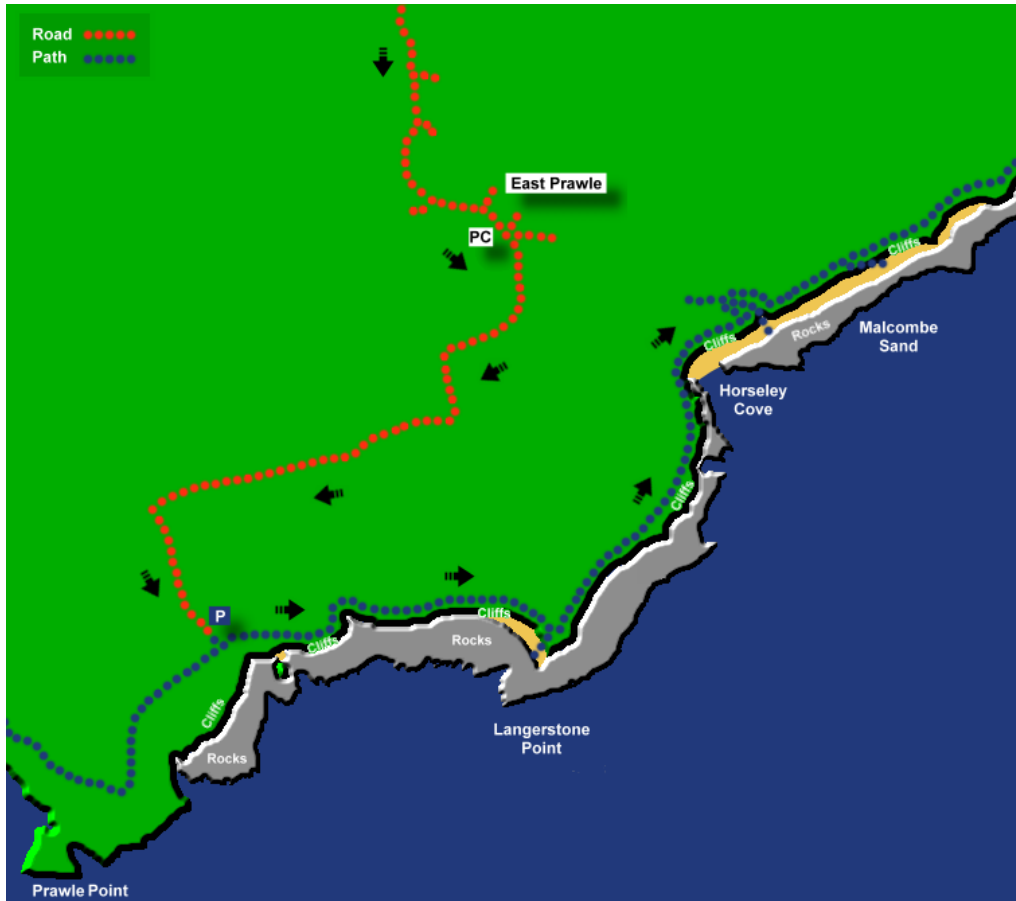 Road
Path
East Prawle
PC
Cliffs
Malcombe
Sand
Rocks
Cliffs
Horseley
Cove
Cliffs
P
Cliffs
Rocks
Cliffs
Langerstone
Point
Cliffs
Rocks
Prawle Point